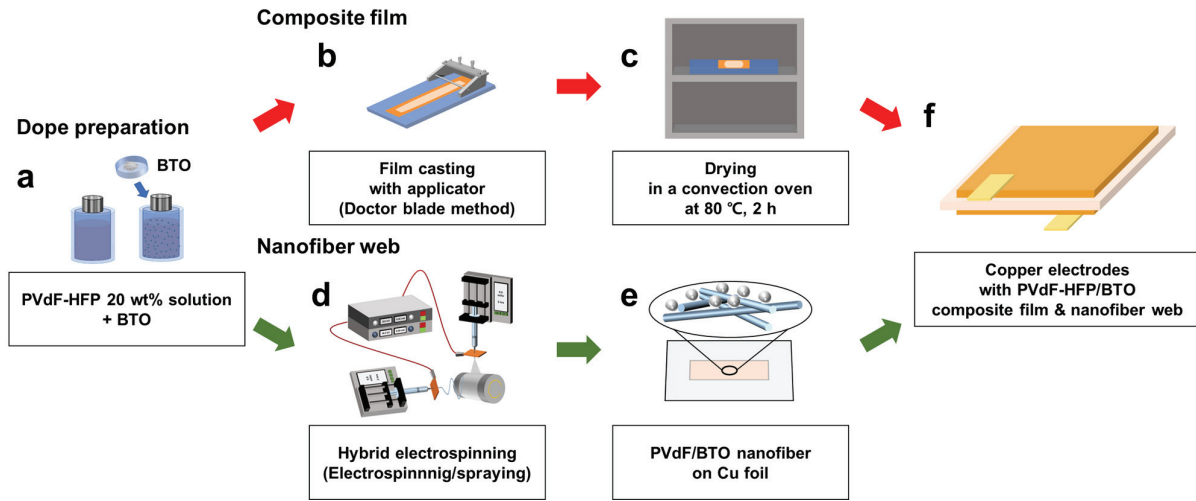 Composite film
b
c
Dope preparation
a
BTO
f
Film casting
with applicator
(Doctor blade method)
Drying
in a convection oven
at 80 ℃, 2 h
Nanofiber web
PVdF-HFP 20 wt% solution
+ BTO
d
e
Copper electrodes
with PVdF-HFP/BTO
composite film & nanofiber web
Hybrid electrospinning
(Electrospinnnig/spraying)
PVdF/BTO nanofiber
on Cu foil